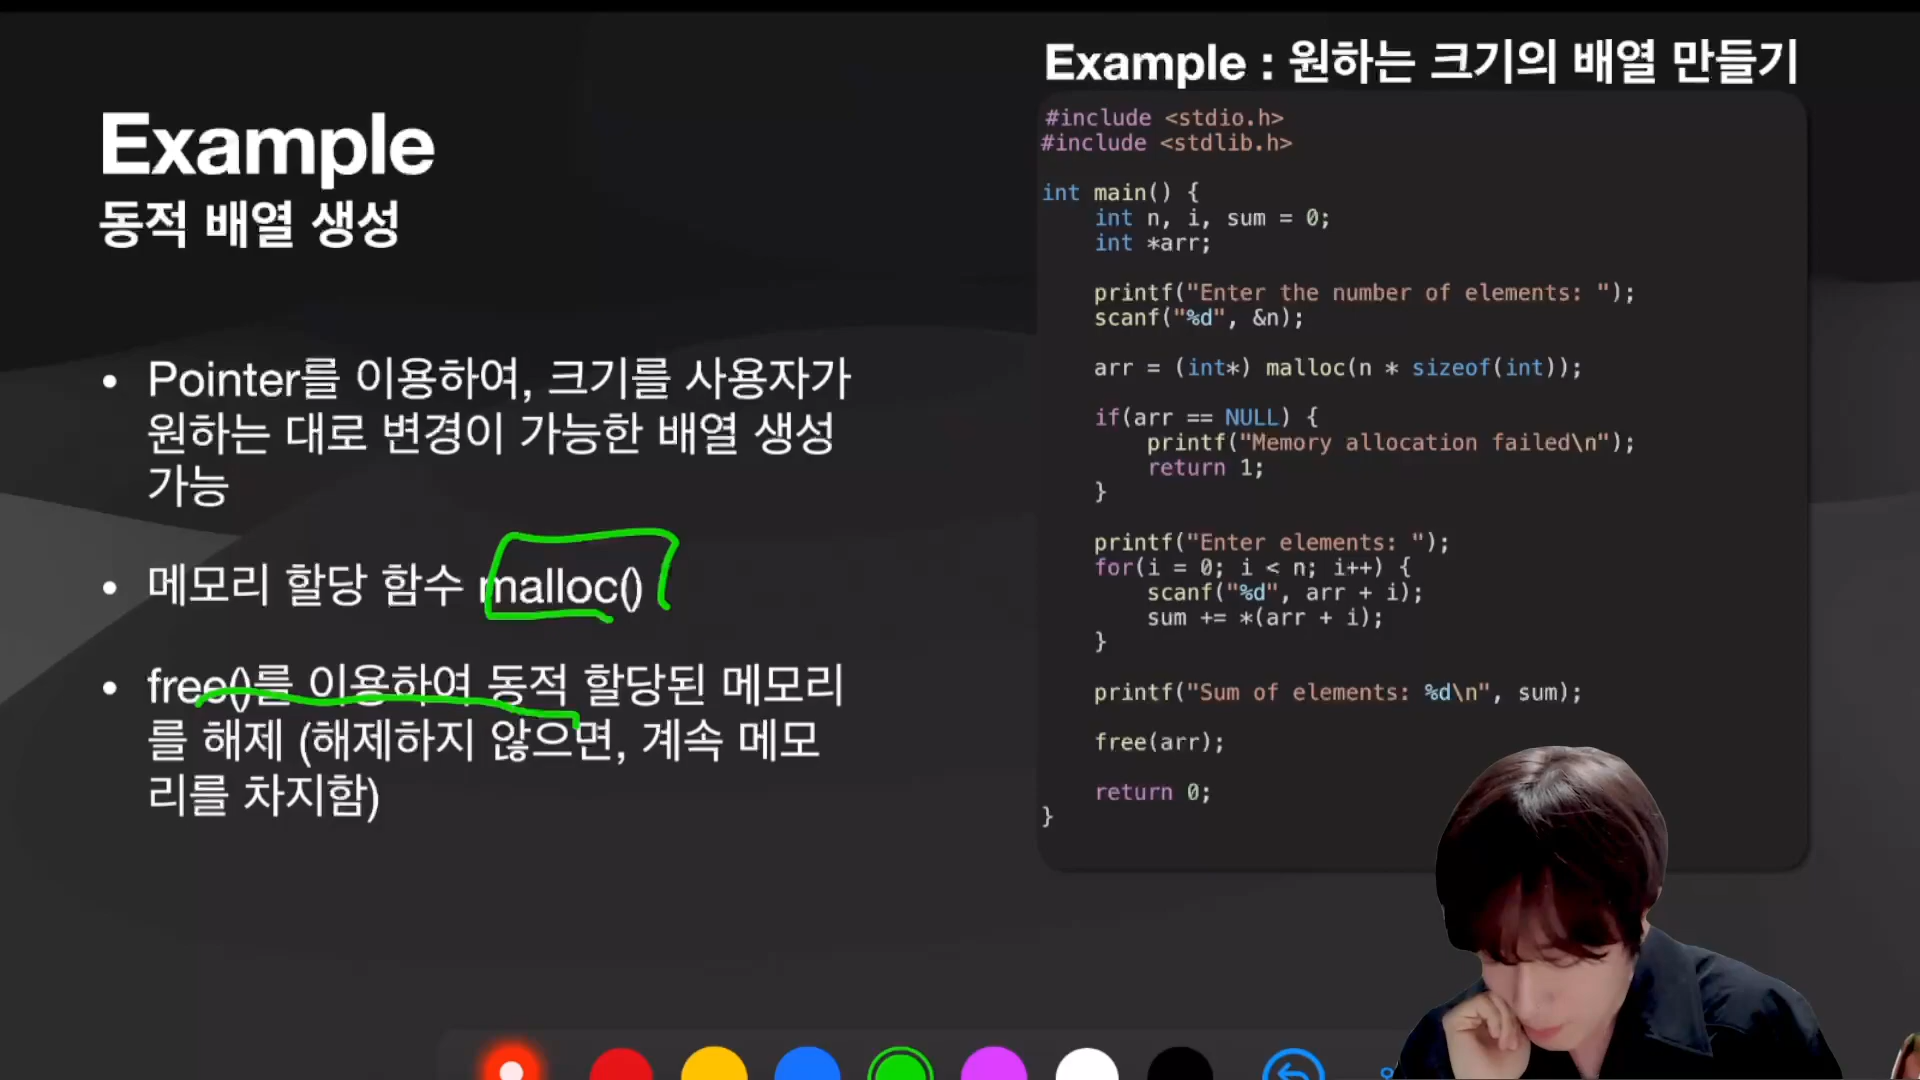 Example
동적 배열 생성
• Pointer를 이용하여, 크기를 사용자가
원하는 대로 변경이 가능한 배열 생성
가능
• 메모리 할당 함수 malloc()
• free()를 이용하여 동적 할당된 메모리
를 해제 (해제하지 않으면, 계속 메모
리를 차지함)
Example : 원하는 크기의 배열 만들기
#include <stdio.h>
#include <stdlib.h>
int main() {
    int n, i, sum = 0;
    int *arr;
    printf("Enter the number of elements: ");
    scanf("%d", &n);
    arr = (int*) malloc(n * sizeof(int));
    if(arr == NULL) {
        printf("Memory allocation failed\n");
        return 1;
    }
    printf("Enter elements: ");
    for(i = 0; i < n; i++) {
        scanf("%d", arr + i);
        sum += *(arr + i);
    }
    printf("Sum of elements: %d\n", sum);
    free(arr);
    return 0;
}